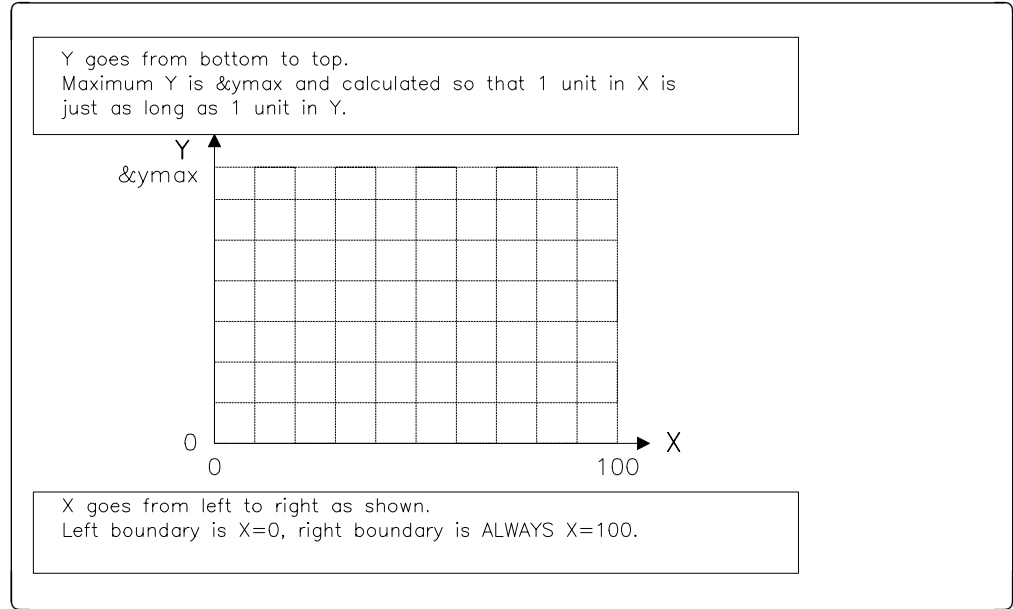 Y goes from bottom to top.
Maximum Y is &ymax and calculated so that 1 unit in X is
just as long as 1 unit in Y.
Y
&ymax
0
X
0
100
X goes from left to right as shown.
Left boundary is X=0, right boundary is ALWAYS X=100.